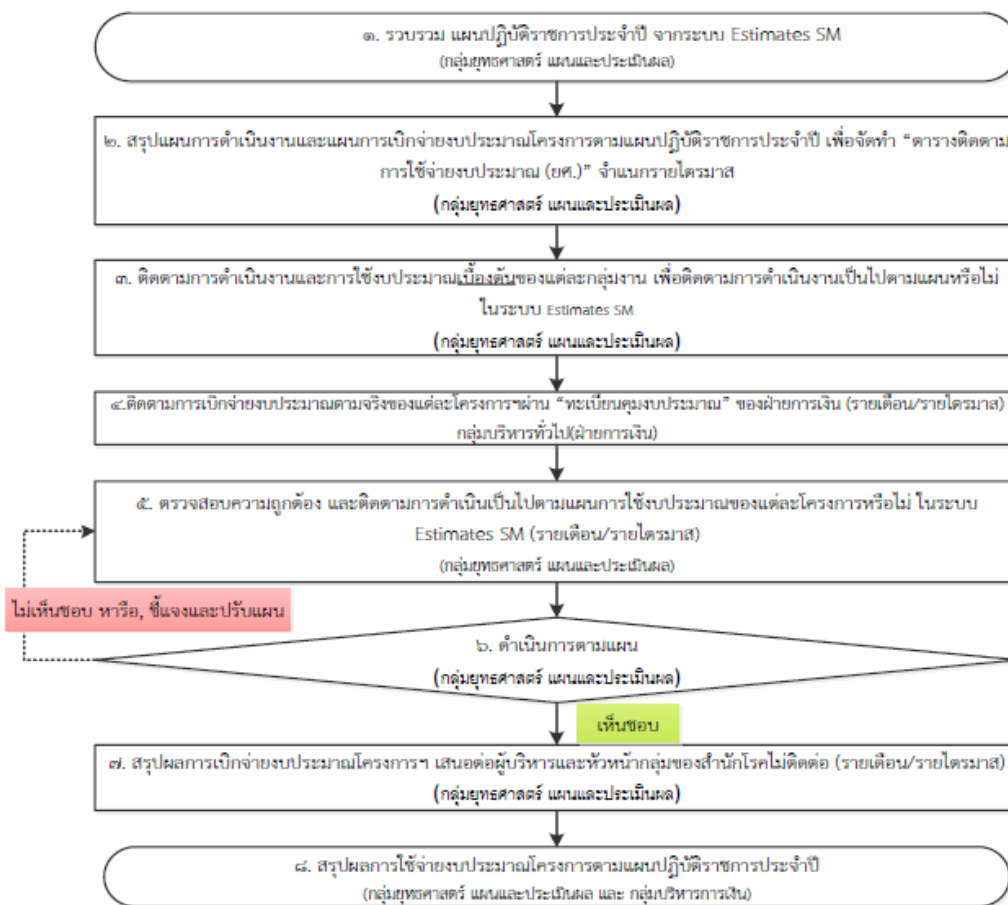 ๑. รวบรวม แผนปฏิบัติราชการประจำปี จากระบบ Estimates SM
(กลุ่มยุทธศาสตร์ แผนและประเมินผล)
๒. สรุปแผนการดำเนินงานและแผนการเบิกจ่ายงบประมาณโครงการตามแผนปฏิบัติราชการประจำปี เพื่อจัดทำ “ตารางติดตาม
การใช้จ่ายงบประมาณ (ยศ.)” จำแนกรายไตรมาส
(กลุ่มยุทธศาสตร์ แผนและประเมินผล)
๓. ติดตามการดำเนินงานและการใช้งบประมาณเบื้องต้นของแต่ละกลุ่มงาน เพื่อติดตามการดำเนินงานเป็นไปตามแผนหรือไม่
ในระบบ Estimates SM
(กลุ่มยุทธศาสตร์ แผนและประเมินผล)
๔.ติดตามการเบิกจ่ายงบประมาณตามจริงของแต่ละโครงการฯผ่าน “ทะเบียนคุมงบประมาณ” ของฝ่ายการเงิน (รายเดือน/รายไตรมาส)
กลุ่มบริหารทั่วไป(ฝ่ายการเงิน)
๕. ตรวจสอบความถูกต้อง และติดตามการดำเนินเป็นไปตามแผนการใช้งบประมาณของแต่ละโครงการหรือไม่ ในระบบ
Estimates SM (รายเดือน/รายไตรมาส)
(กลุ่มยุทธศาสตร์ แผนและประเมินผล)
ไม่เห็นชอบ หารือ, ชี้แจงและปรับแผน
๖. ดำเนินการตามแผน
(กลุ่มยุทธศาสตร์ แผนและประเมินผล)
เห็นชอบ
๗. สรุปผลการเบิกจ่ายงบประมาณโครงการฯ เสนอต่อผู้บริหารและหัวหน้ากลุ่มของสำนักโรคไม่ติดต่อ (รายเดือน/รายไตรมาส)
(กลุ่มยุทธศาสตร์ แผนและประเมินผล)
๘. สรุปผลการใช้จ่ายงบประมาณโครงการตามแผนปฏิบัติราชการประจำปี
(กลุ่มยุทธศาสตร์ แผนและประเมินผล และ กลุ่มบริหารการเงิน)